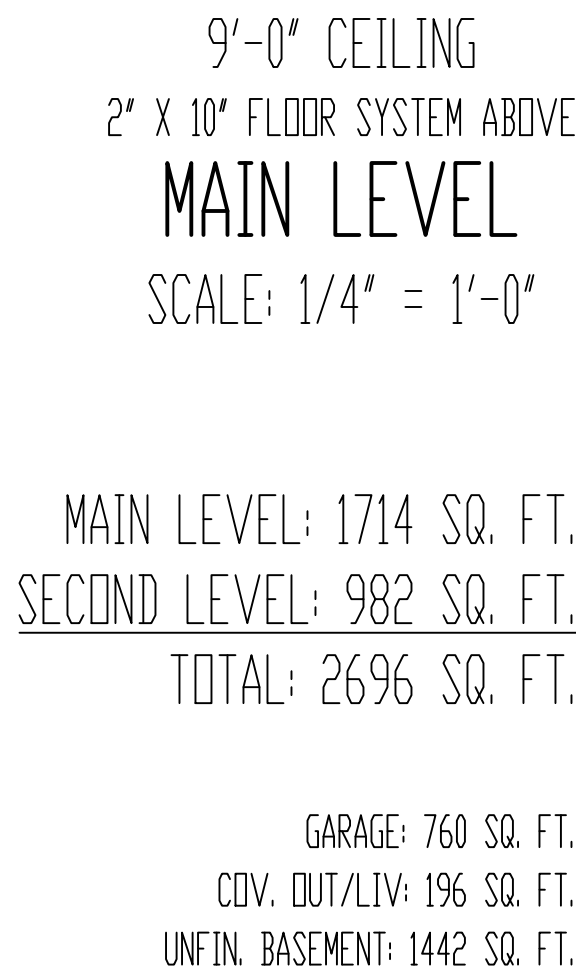 9'-0" CEILING
2" X 10" FLOOR SYSTEM ABOVE
MAIN LEVEL
SCALE: 1/4" = 1'-0"
MAIN LEVEL: 1714 SQ. FT.
SECOND LEVEL: 982 SQ. FT.
TOTAL: 2696 SQ. FT.
GARAGE: 760 SQ. FT.
COV. OUT/LIV: 196 SQ. FT.
UNFIN. BASEMENT: 1442 SQ. FT.